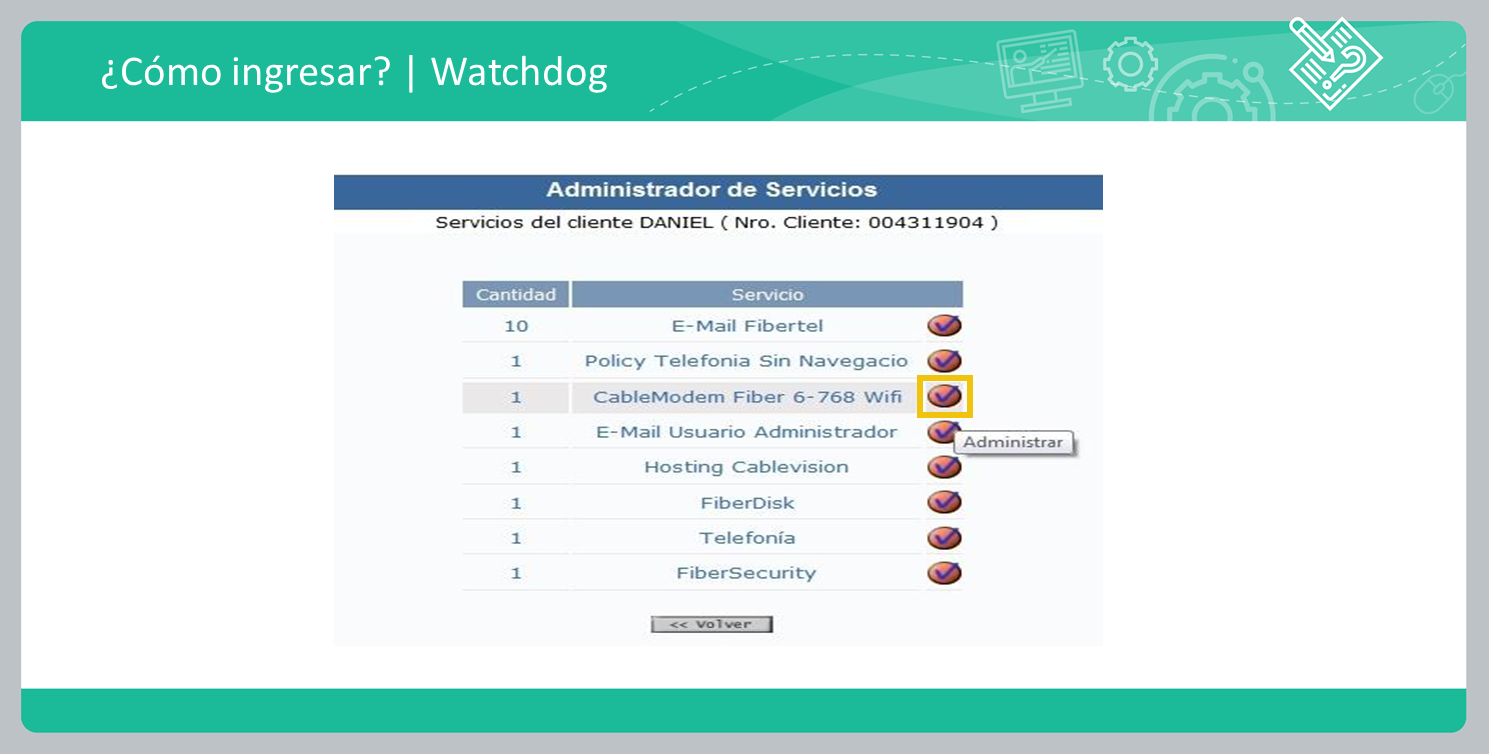 ¿Cómo ingresar? | Watchdog
Administrador de Servicios
Servicios del cliente DANIEL ( Nro. Cliente: 004311904 )
Cantidad Servicio
10 E-Mail Fibertel
1 Policy Telefonia Sin Navegacio
1 CableModem Fiber 6-768 Wifi
1 E-Mail Usuario Administrador
Administrar
1 Hosting Cablevision
1 FiberDisk
1 Telefonía
1 FiberSecurity
<< Volver